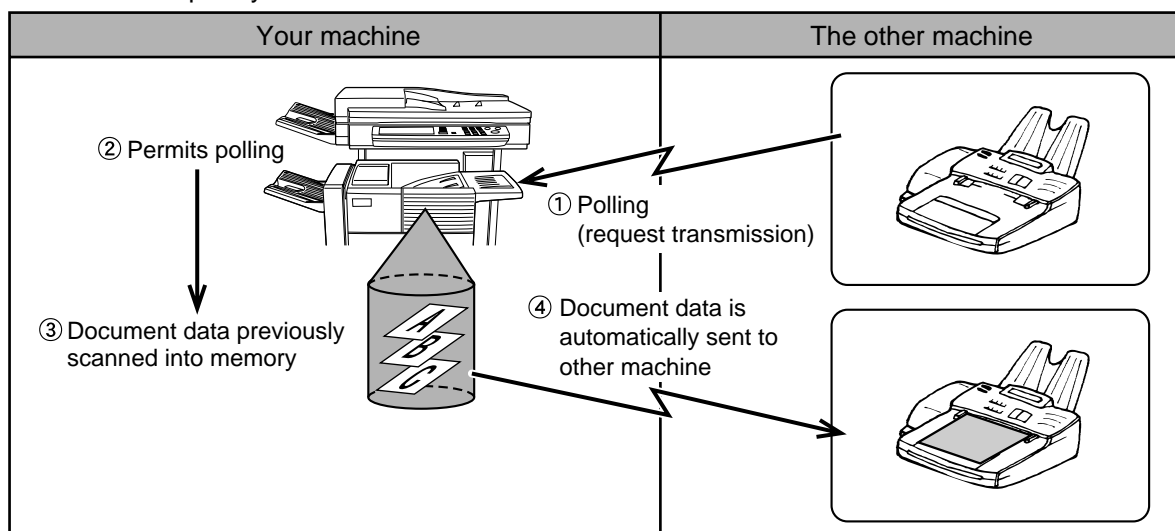 Your machine
The other machine
② Permits polling
① Polling
(request transmission)
③ Document data previously
scanned into memory
④ Document data is
automatically sent to
other machine
A
B
C